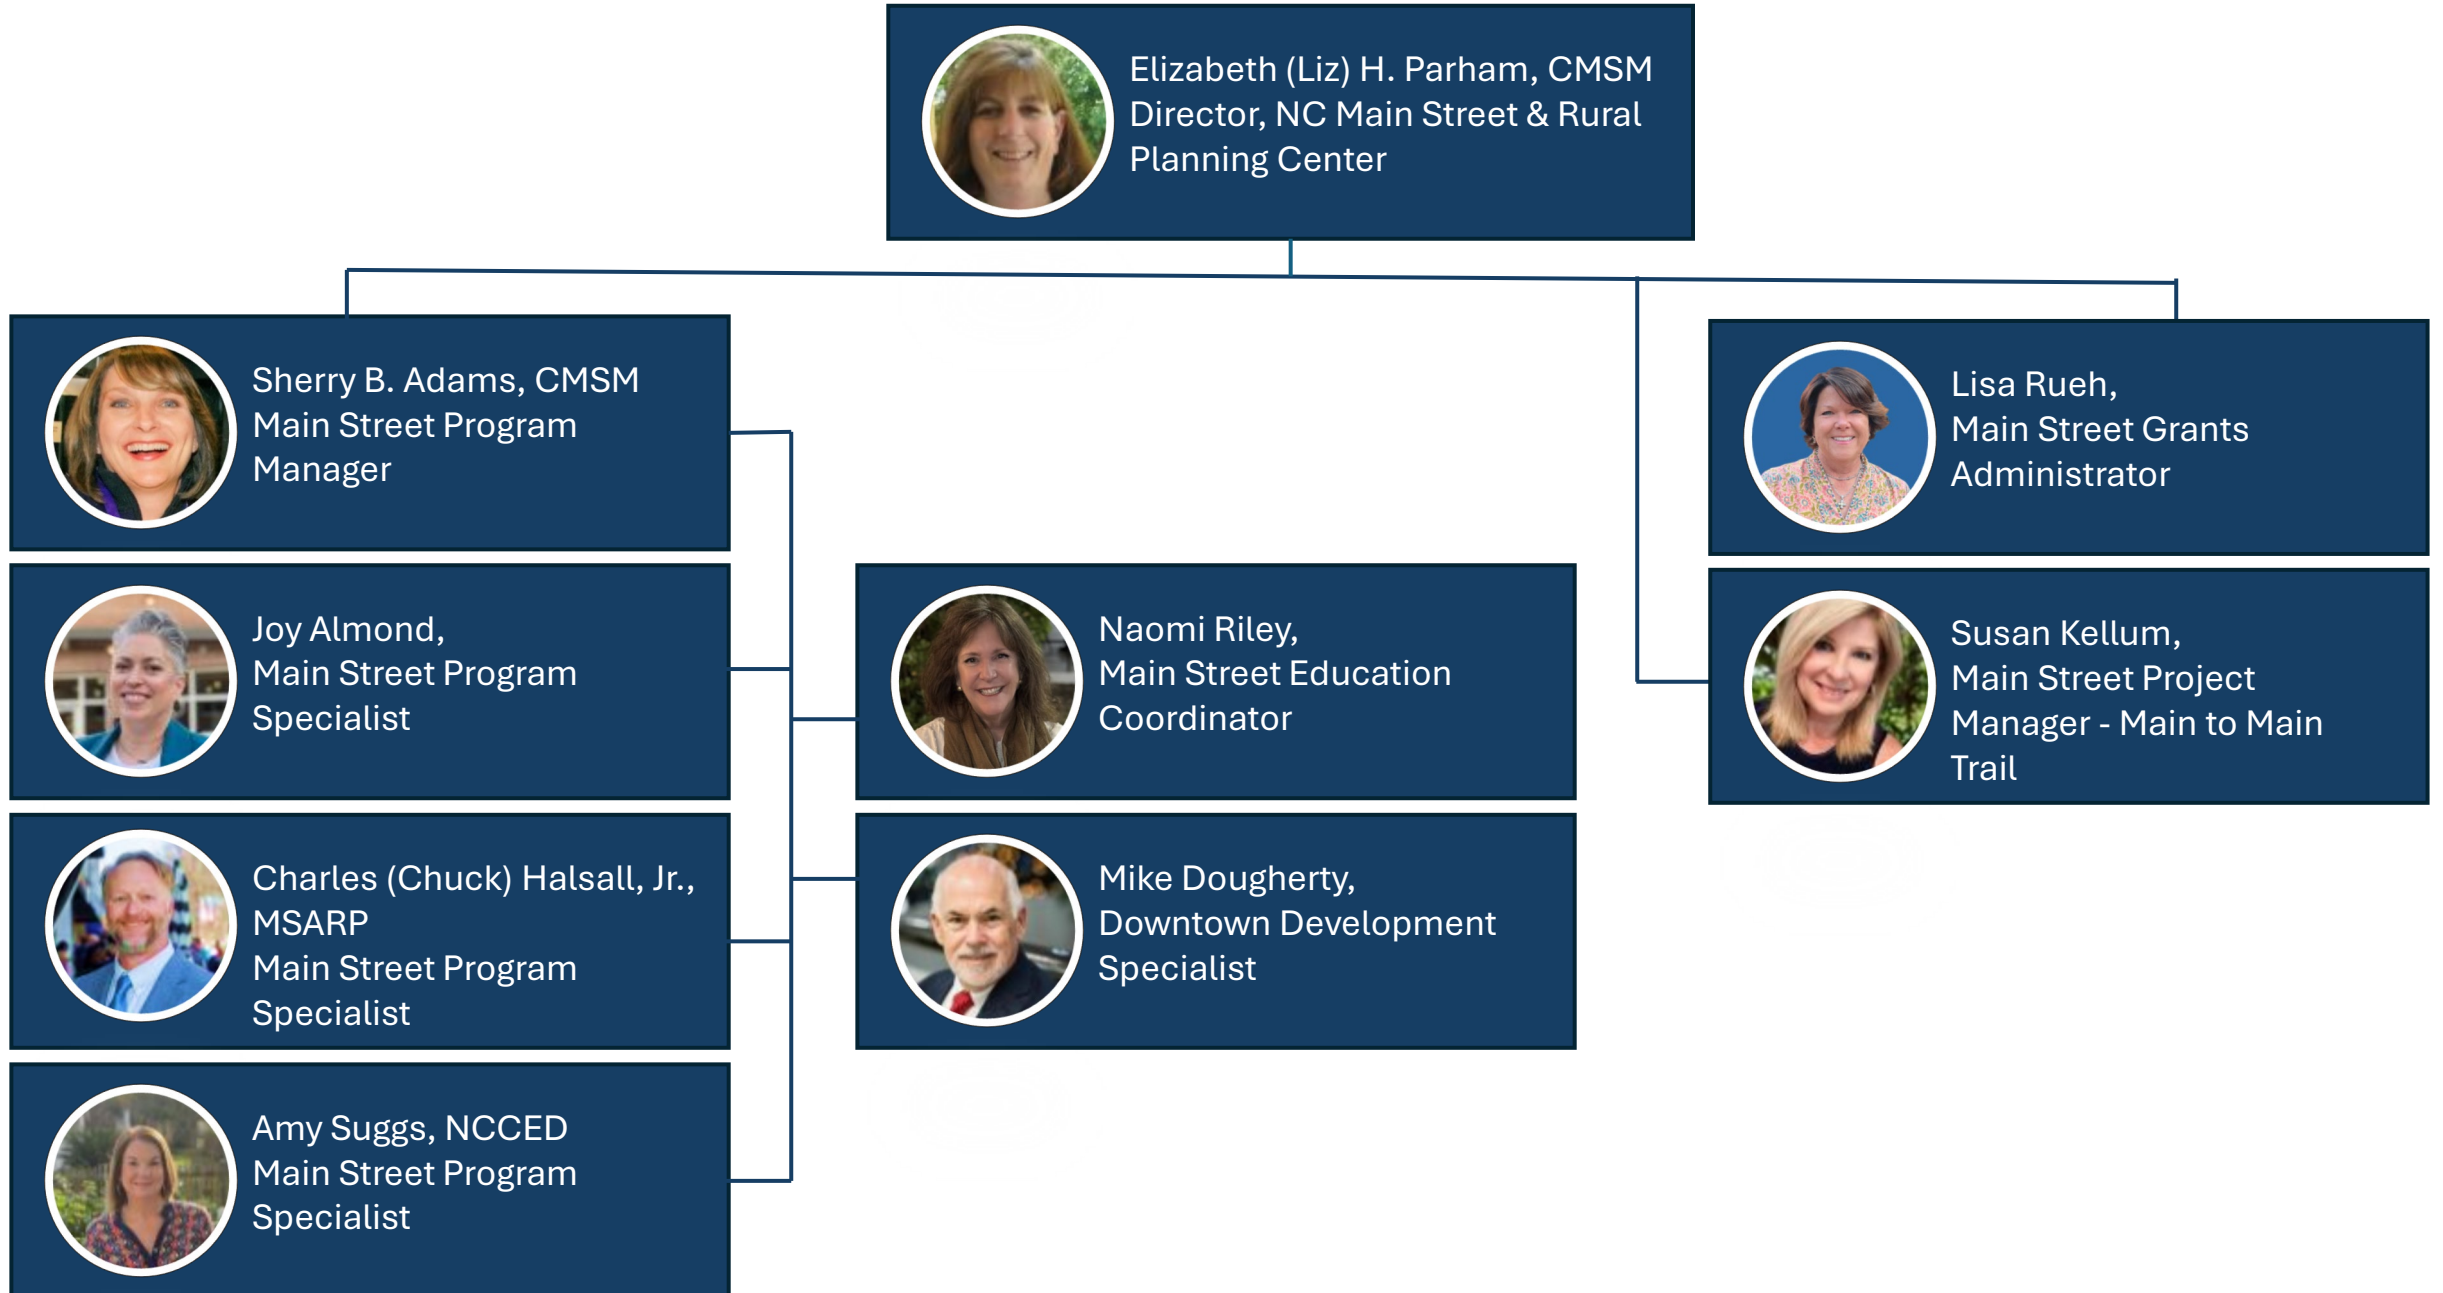 Elizabeth (Liz) H. Parham, CMSM
Director, NC Main Street & Rural
Planning Center
Sherry B. Adams, CMSM
Main Street Program
Manager
Lisa Rueh,
Main Street Grants
Administrator
Joy Almond,
Main Street Program
Specialist
Naomi Riley,
Main Street Education
Coordinator
Susan Kellum,
Main Street Project
Manager - Main to Main
Trail
Charles (Chuck) Halsall, Jr.,
MSARP
Main Street Program
Specialist
Mike Dougherty,
Downtown Development
Specialist
Amy Suggs, NCCED
Main Street Program
Specialist